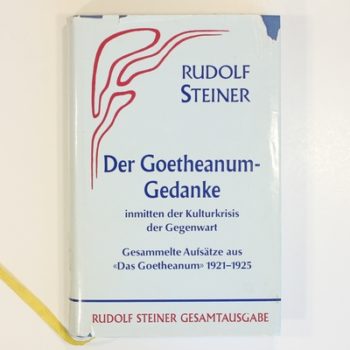 RUDOLF
STEINER
Der Goetheanum-
Gedanke
inmitten der Kulturkrisis
der Gegenwart
Gesammelte Aufsätze aus
«Das Goetheanum» 1921–1925
RUDOLF STEINER GESAMTAUSGABE